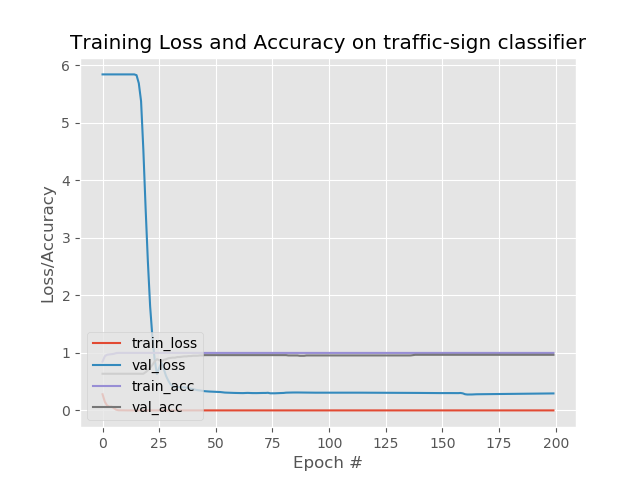 Training Loss and Accuracy on traffic-sign classifier
6
5
4
3
2
1
0
Loss/Accuracy
train_loss
val_loss
train_acc
val_acc
0 25 50 75 100 125 150 175 200
Epoch #